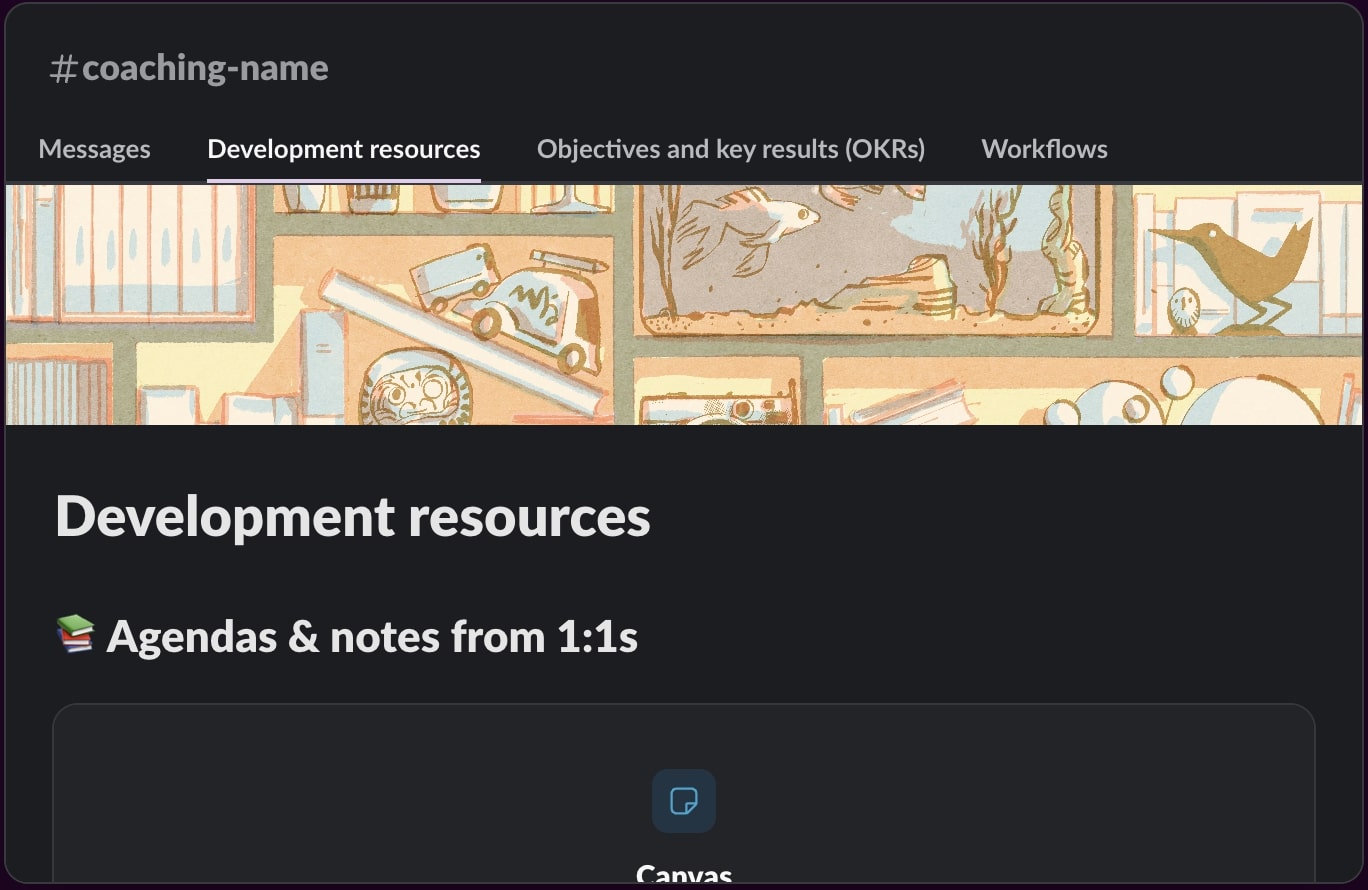 #coaching-name
Messages Development resources Objectives and key results (OKRs) Workflows
Development resources
📚 Agendas & notes from 1:1s
Canvas